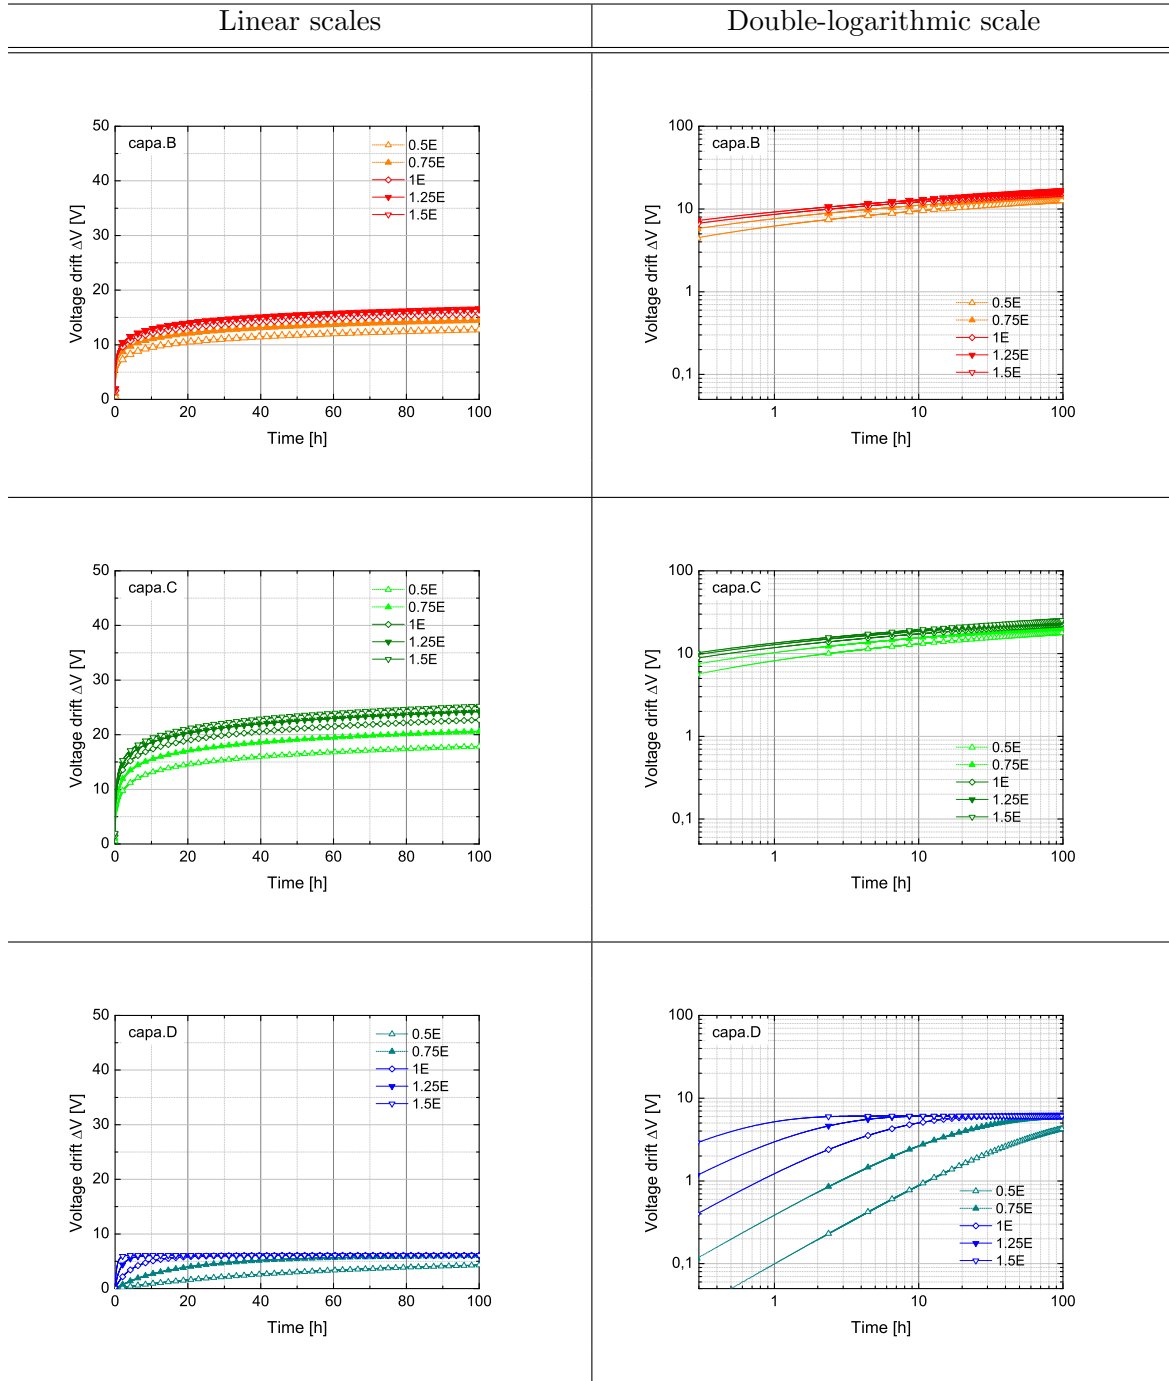 Linear scales
Double-logarithmic scale
capa.B
50
40
30
20
10
0
Voltage drift ΔV [V]
0 20 40 60 80 100
Time [h]
0.5E
0.75E
1E
1.25E
1.5E
capa.B
100
10
1
0,1
Voltage drift ΔV [V]
1 10 100
Time [h]
0.5E
0.75E
1E
1.25E
1.5E
capa.C
50
40
30
20
10
0
Voltage drift ΔV [V]
0 20 40 60 80 100
Time [h]
0.5E
0.75E
1E
1.25E
1.5E
capa.C
100
10
1
0,1
Voltage drift ΔV [V]
1 10 100
Time [h]
0.5E
0.75E
1E
1.25E
1.5E
capa.D
50
40
30
20
10
0
Voltage drift ΔV [V]
0 20 40 60 80 100
Time [h]
0.5E
0.75E
1E
1.25E
1.5E
capa.D
100
10
1
0,1
Voltage drift ΔV [V]
1 10 100
Time [h]
0.5E
0.75E
1E
1.25E
1.5E